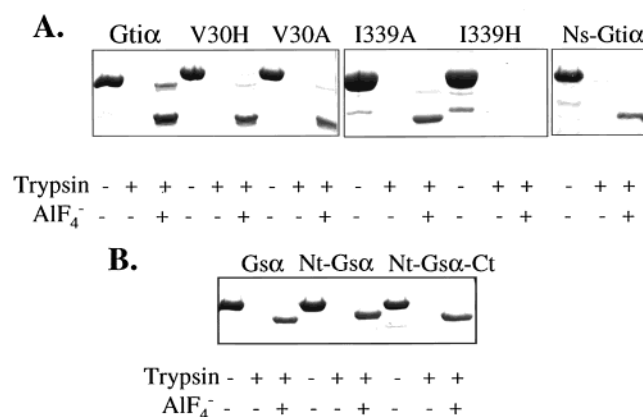 A.
Gtiα V30H V30A I339A I339H Ns-Gtiα
Trypsin - + + - + + - + + - + + - + + - + +
AlF4- - - + - - + - - + - - + - - + - - +
B.
Gsα Nt-Gsα Nt-Gsα-Ct
Trypsin - + + - + + - + +
AlF4- - - + - - + - - +